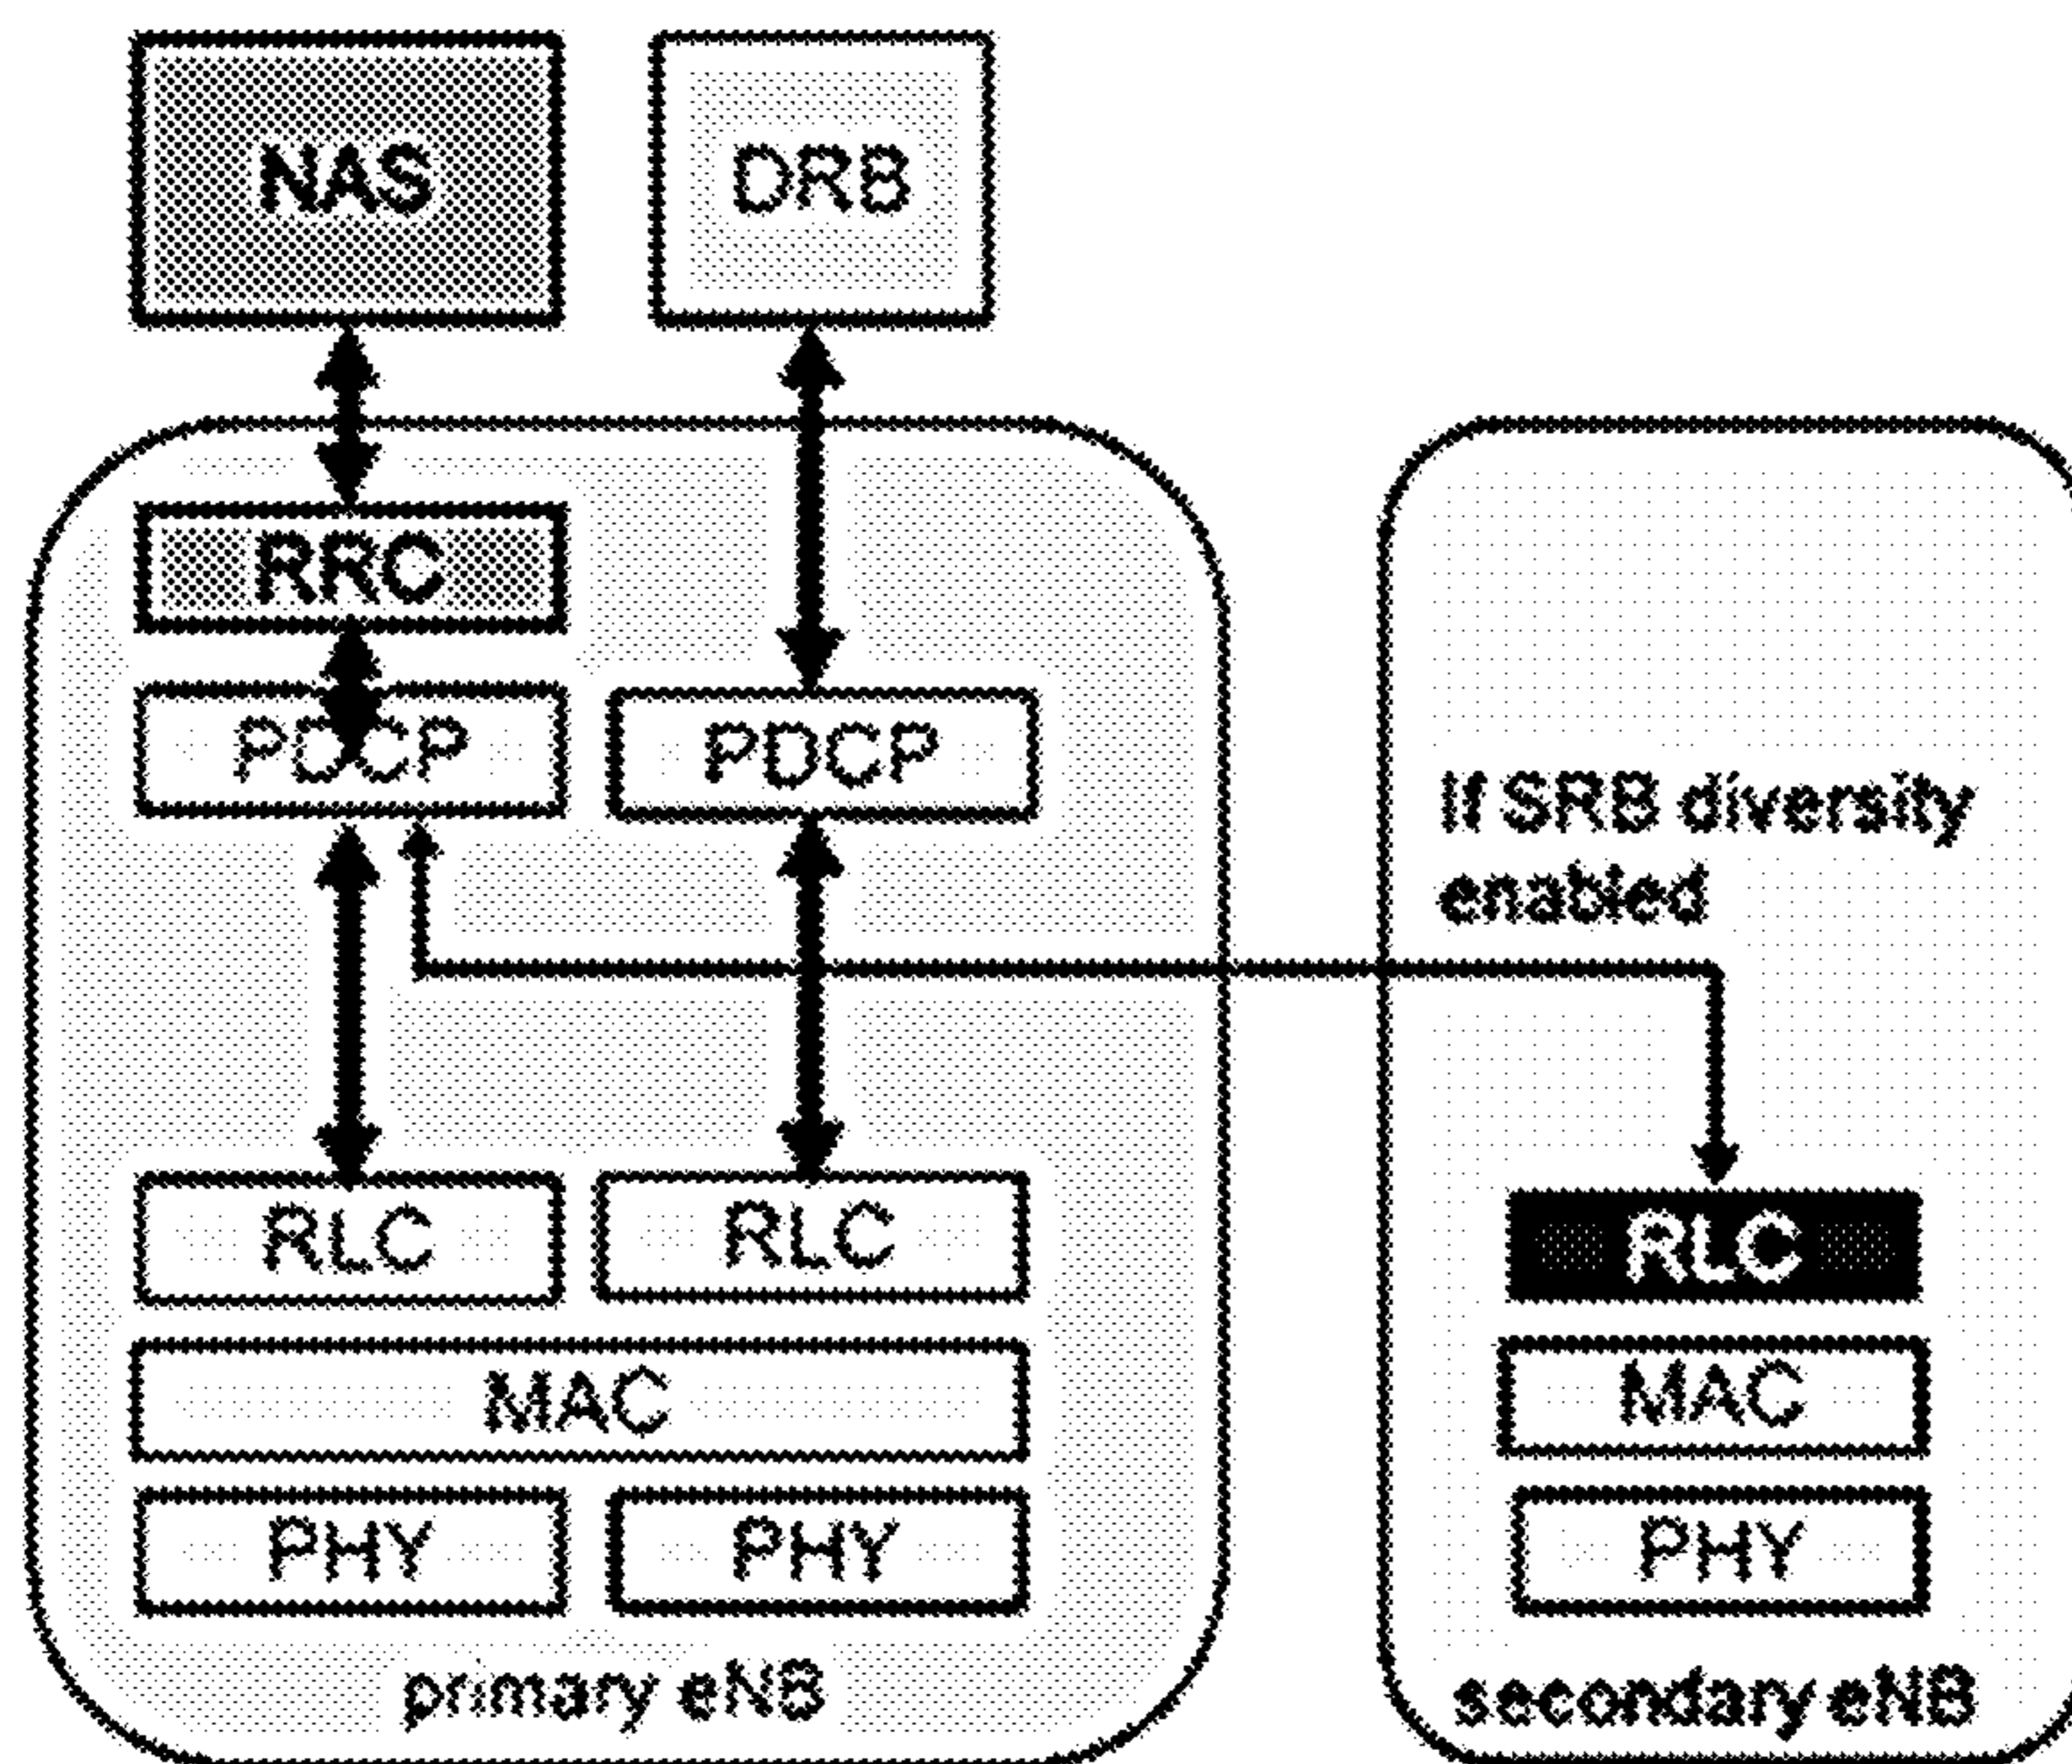 NAS
DRB
RRC
PDCP
PDCP
If SRB diversity
enabled
RLC
RLC
RLC
MAC
MAC
PHY
PHY
PHY
primary eNB
secondary eNB